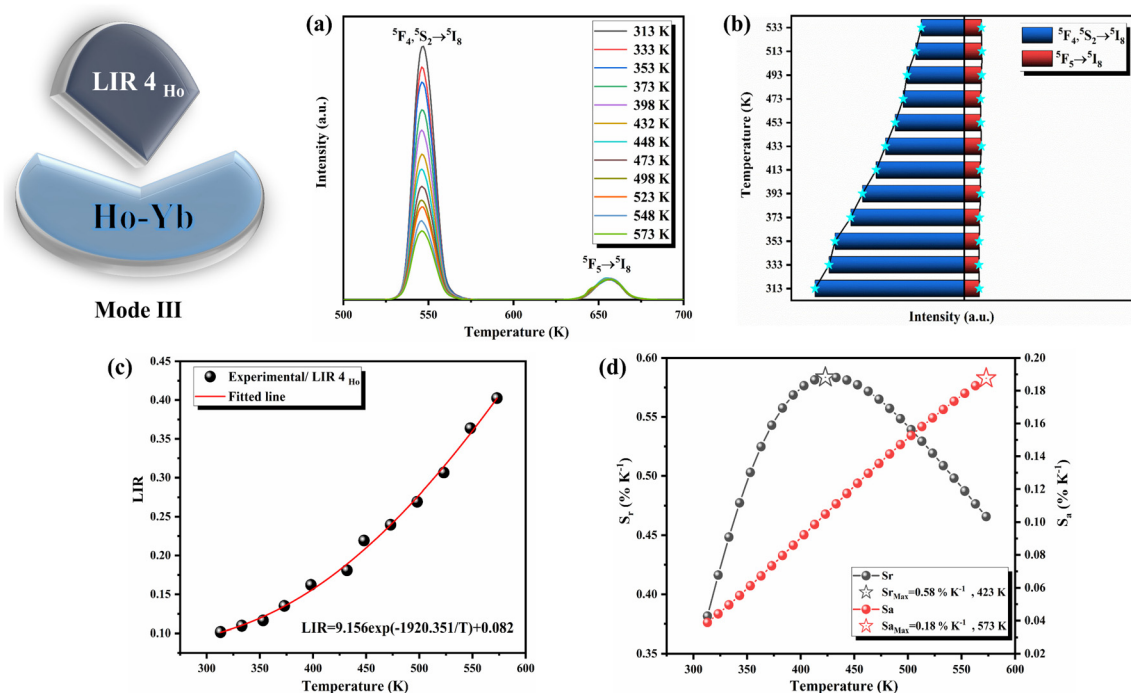 LIR 4 Ho
Ho-Yb
Mode III
(a)
⁵F₄,⁵S₂→⁵I₈
313 K
333 K
353 K
373 K
398 K
432 K
448 K
473 K
498 K
523 K
548 K
573 K
⁵F₅→⁵I₈
Intensity (a.u.)
500 550 600 650 700
Temperature (K)
(b)
⁵F₄,⁵S₂→⁵I₈
⁵F₅→⁵I₈
Temperature (K)
533
513
493
473
453
433
413
393
373
353
333
313
Intensity (a.u.)
(c)
Experimental/ LIR 4 Ho
Fitted line
LIR
0.45
0.40
0.35
0.30
0.25
0.20
0.15
0.10
LIR=9.156exp(-1920.351/T)+0.082
300 350 400 450 500 550 600
Temperature (K)
(d)
Sᵣ (% K⁻¹)
0.60
0.55
0.50
0.45
0.40
0.35
Sr
SrMax=0.58 % K⁻¹ , 423 K
Sa
SaMax=0.18 % K⁻¹ , 573 K
0.20
0.18
0.16
0.14
0.12
0.10
0.08
0.06
0.04
0.02
0.00
Sₐ (% K⁻¹)
300 350 400 450 500 550 600
Temperature (K)